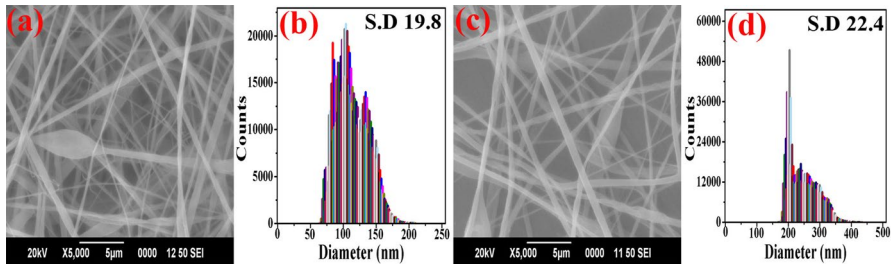 (a)
20kV X5,000 5µm 0000 12 50 SEI
(b)
S.D 19.8
Counts
20000
15000
10000
5000
0
0 50 100 150 200 250
Diameter (nm)
(c)
20kV X5,000 5µm 0000 11 50 SEI
(d)
S.D 22.4
Counts
60000
48000
36000
24000
12000
0
0 100 200 300 400 500
Diameter (nm)